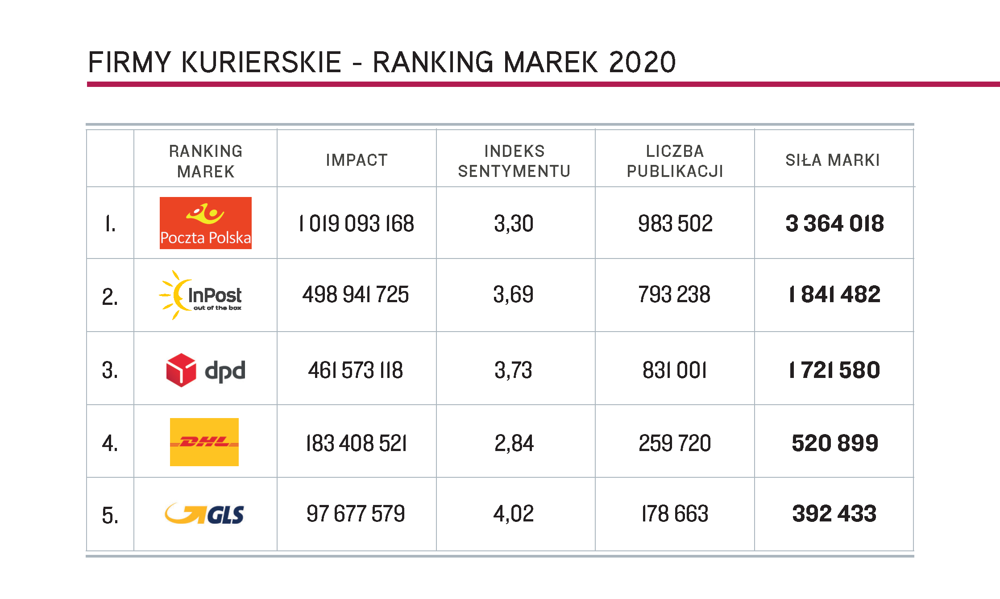 FIRMY KURIERSKIE - RANKING MAREK 2020
RANKING MAREK IMPACT INDEKS SENTYMENTU LICZBA PUBLIKACJI SIŁA MARKI
1. Poczta Polska 1 019 093 168 3,30 983 502 3 364 018
2. InPost out of the box 498 941 725 3,69 793 238 1 841 482
3. dpd 461 573 118 3,73 831 001 1 721 580
4. DHL 183 408 521 2,84 259 720 520 899
5. GLS 97 677 579 4,02 178 663 392 433